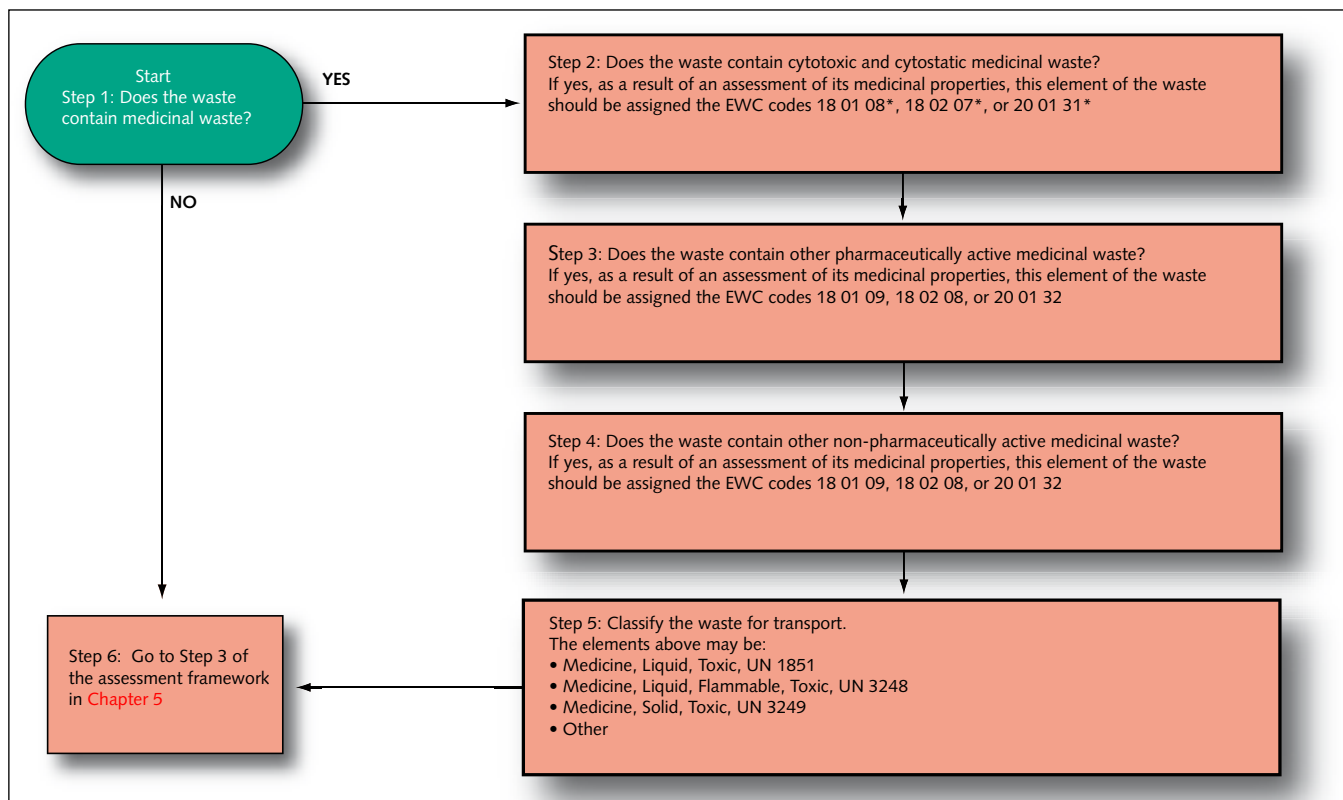 Start
Step 1: Does the waste
contain medicinal waste?
YES
NO
Step 2: Does the waste contain cytotoxic and cytostatic medicinal waste?
If yes, as a result of an assessment of its medicinal properties, this element of the waste
should be assigned the EWC codes 18 01 08*, 18 02 07*, or 20 01 31*
Step 3: Does the waste contain other pharmaceutically active medicinal waste?
If yes, as a result of an assessment of its medicinal properties, this element of the waste
should be assigned the EWC codes 18 01 09, 18 02 08, or 20 01 32
Step 4: Does the waste contain other non-pharmaceutically active medicinal waste?
If yes, as a result of an assessment of its medicinal properties, this element of the waste
should be assigned the EWC codes 18 01 09, 18 02 08, or 20 01 32
Step 5: Classify the waste for transport.
The elements above may be:
• Medicine, Liquid, Toxic, UN 1851
• Medicine, Liquid, Flammable, Toxic, UN 3248
• Medicine, Solid, Toxic, UN 3249
• Other
Step 6: Go to Step 3 of
the assessment framework
in Chapter 5